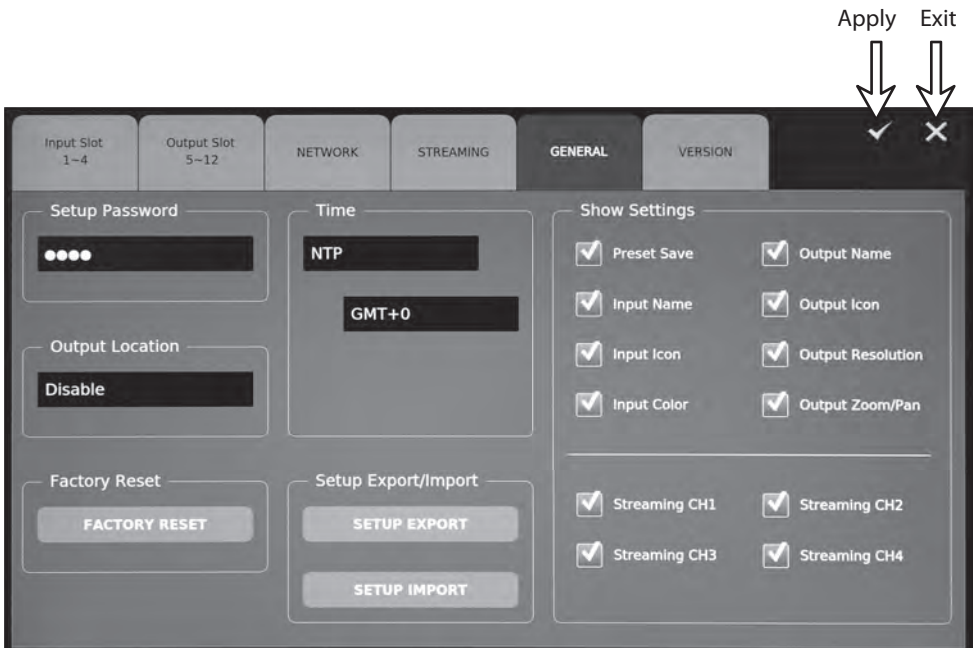 Apply Exit
Input Slot
1~4
Output Slot
5~12
NETWORK
STREAMING
GENERAL
VERSION
Setup Password
Time
NTP
GMT+0
Output Location
Disable
Factory Reset
FACTORY RESET
Setup Export/Import
SETUP EXPORT
SETUP IMPORT
Show Settings
Preset Save
Output Name
Input Name
Output Icon
Input Icon
Output Resolution
Input Color
Output Zoom/Pan
Streaming CH1
Streaming CH2
Streaming CH3
Streaming CH4